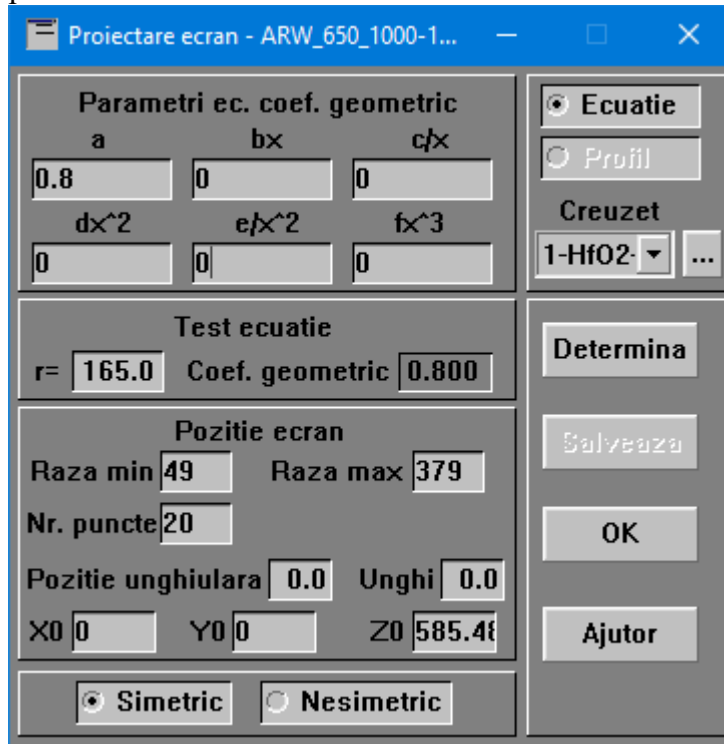 Proiectare ecran - ARW_650_1000-1...
Parametri ec. coef. geometric
a bx c/x
0.8 0 0
dx^2 e/x^2 fx^3
0 0 0
Ecuatie
Profil
Creuzet
1-HfO2- ...
Test ecuatie
r= 165.0 Coef. geometric 0.800
Pozitie ecran
Raza min 49 Raza max 379
Nr. puncte 20
Pozitie unghiulara 0.0 Unghi 0.0
X0 0 Y0 0 Z0 585.48
Simetric Nesimetric
Determina
Salveaza
OK
Ajutor